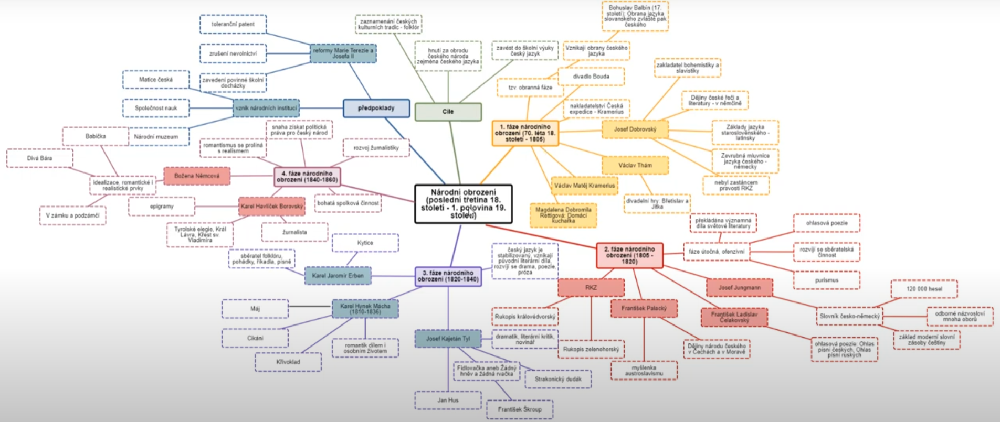 Bohuslav Balbín (17.
století): Obrana jazyka
slovanského zvláště pak
českého
toleranční patent
zaznamenání českých
kulturních tradic - folklór
zrušení nevolnictví
reformy Marie Terezie a
Josefa II
hnutí za obrodu
českého národa
zejména českého jazyka
zavést do školní výuky
český jazyk
Vznikají obrany českého
jazyka
zavedení povinné školní
docházky
Matice česká
divadlo Bouda
zakladatel bohemistiky a
slavistiky
tzv. obranná fáze
Společnost nauk
vznik národních institucí
předpoklady
Cíle
nakladatelství Česká
expedice - Kramerius
Dějiny české řeči a
literatury - v němčině
Národní muzeum
Babička
snaha získat politická
práva pro český národ
1. fáze národního
obrození (70. léta 18.
století - 1805)
Josef Dobrovský
Základy jazyka
staroslověnského -
latinsky
romantismus se prolíná
s realismem
rozvoj žurnalistiky
Divá Bára
Zevrubná mluvnice
jazyka českého -
německy
Václav Thám
Božena Němcová
4. fáze národního
obrození (1840-1860)
idealizace, romantické i
realistické prvky
Václav Matěj Kramerius
nebyl zastáncem
pravosti RKZ
Národní obrození
(poslední třetina 18.
století - 1. polovina 19.
století)
epigramy
Karel Havlíček Borovský
bohatá spolková činnost
divadelní hry: Břetislav a
Jitka
Magdalena Dobromila
Rettigová: Domácí
kuchařka
V zámku a podzámčí
Tyrolské elegie, Král
Lávra, Křest sv.
Vladimíra
žurnalista
překládána významná
díla světové literatury
ohlasová poezie
Kytice
2. fáze národního
obrození (1805 -
1820)
fáze útočná, ofenzivní
rozvíjí se sběratelská
činnost
sběratel folklóru,
pohádky, říkadla, písně
český jazyk je
stabilizovaný, vznikají
původní literární díla,
rozvíjí se drama, poezie,
próza
Karel Jaromír Erben
3. fáze národního
obrození (1820-1840)
purismus
RKZ
Josef Jungmann
120 000 hesel
Máj
Karel Hynek Mácha
(1810-1836)
Rukopis královédvorský
František Palacký
František Ladislav
Čelakovský
Slovník česko-německý
odborné názvosloví
mnoha oborů
Cikáni
Josef Kajetán Tyl
dramatik, literární kritik,
novinář
základ moderní slovní
zásoby češtiny
romantik dílem i
osobním životem
Rukopis zelenohorský
Dějiny národu českého
v Čechách a v Moravě
ohlasová poezie: Ohlas
písní českých, Ohlas
písní ruských
Křivoklad
Fidlovačka aneb Žádný
hněv a žádná rvačka
Strakonický dudák
myšlenka
austroslavismu
Jan Hus
František Škroup